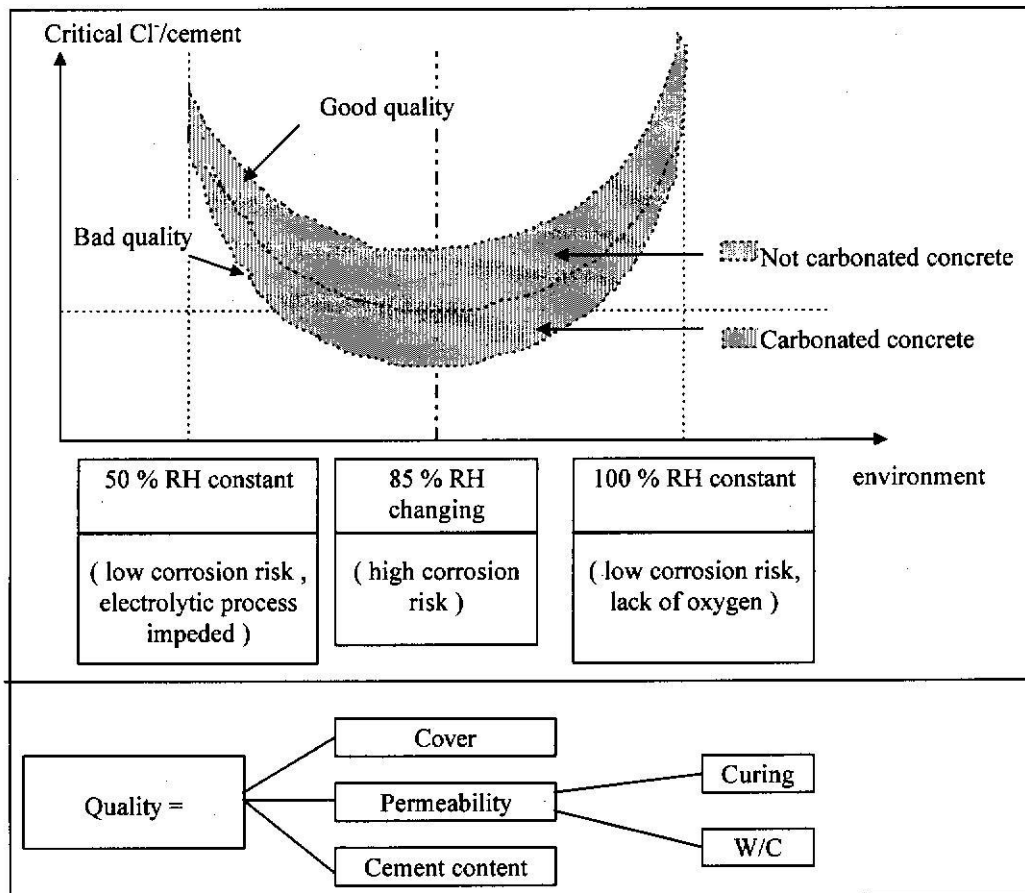 Critical Cl⁻/cement
Good quality
Bad quality
Not carbonated concrete
Carbonated concrete
environment
50 % RH constant
( low corrosion risk ,
electrolytic process
impeded )
85 % RH
changing
( high corrosion
risk )
100 % RH constant
( low corrosion risk,
lack of oxygen )
Quality =
Cover
Permeability
Cement content
Curing
W/C